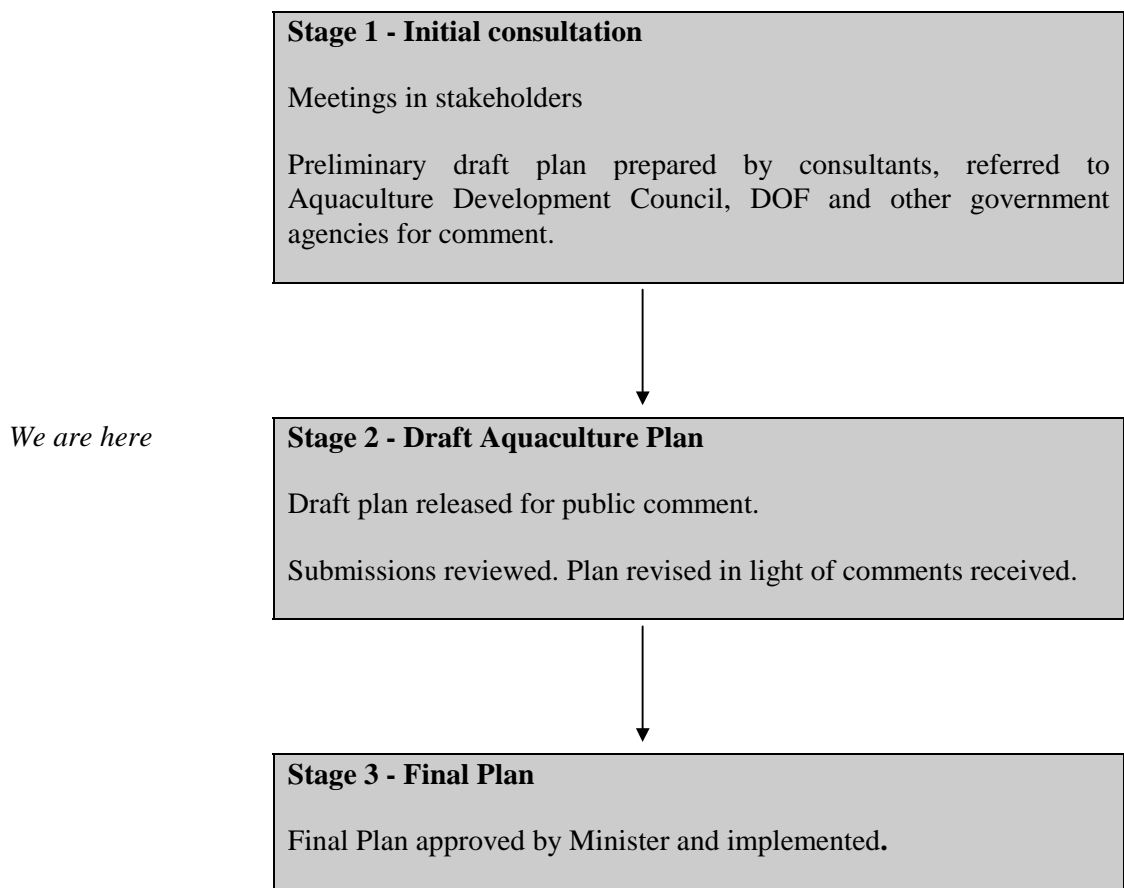 Stage 1 - Initial consultation
Meetings in stakeholders
Preliminary draft plan prepared by consultants, referred to
Aquaculture Development Council, DOF and other government
agencies for comment.
We are here
Stage 2 - Draft Aquaculture Plan
Draft plan released for public comment.
Submissions reviewed. Plan revised in light of comments received.
Stage 3 - Final Plan
Final Plan approved by Minister and implemented.